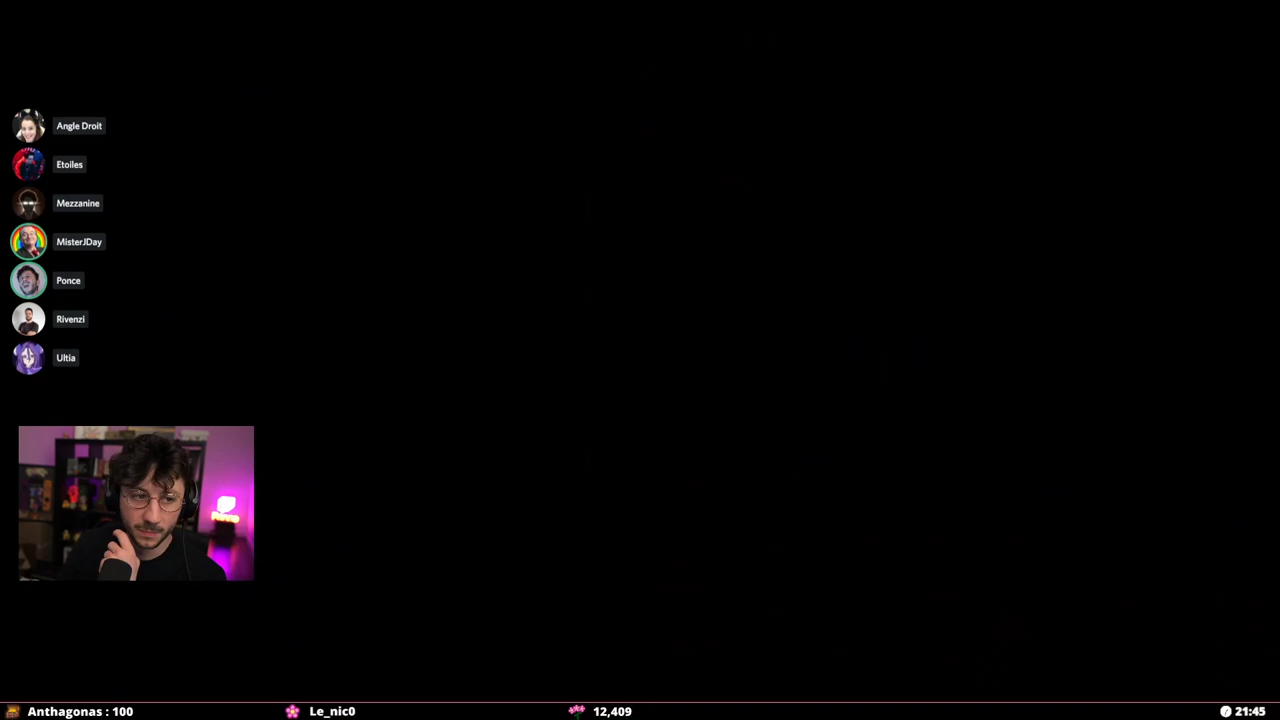 Angle Droit
Etoiles
Mezzanine
MisterJDay
Ponce
Rivenzi
Ultia
Anthagonas : 100
Le_nic0
12,409
21:45